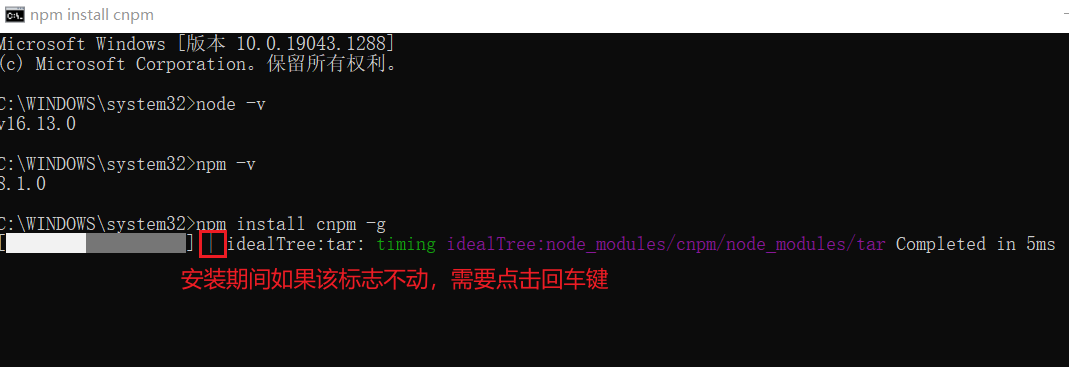 npm install cnpm
Microsoft Windows [版本 10.0.19043.1288]
(c) Microsoft Corporation。保留所有权利。
C:\WINDOWS\system32>node -v
v16.13.0
C:\WINDOWS\system32>npm -v
8.1.0
C:\WINDOWS\system32>npm install cnpm -g
[ ] | idealTree:tar: timing idealTree:node_modules/cnpm/node_modules/tar Completed in 5ms
安装期间如果该标志不动，需要点击回车键